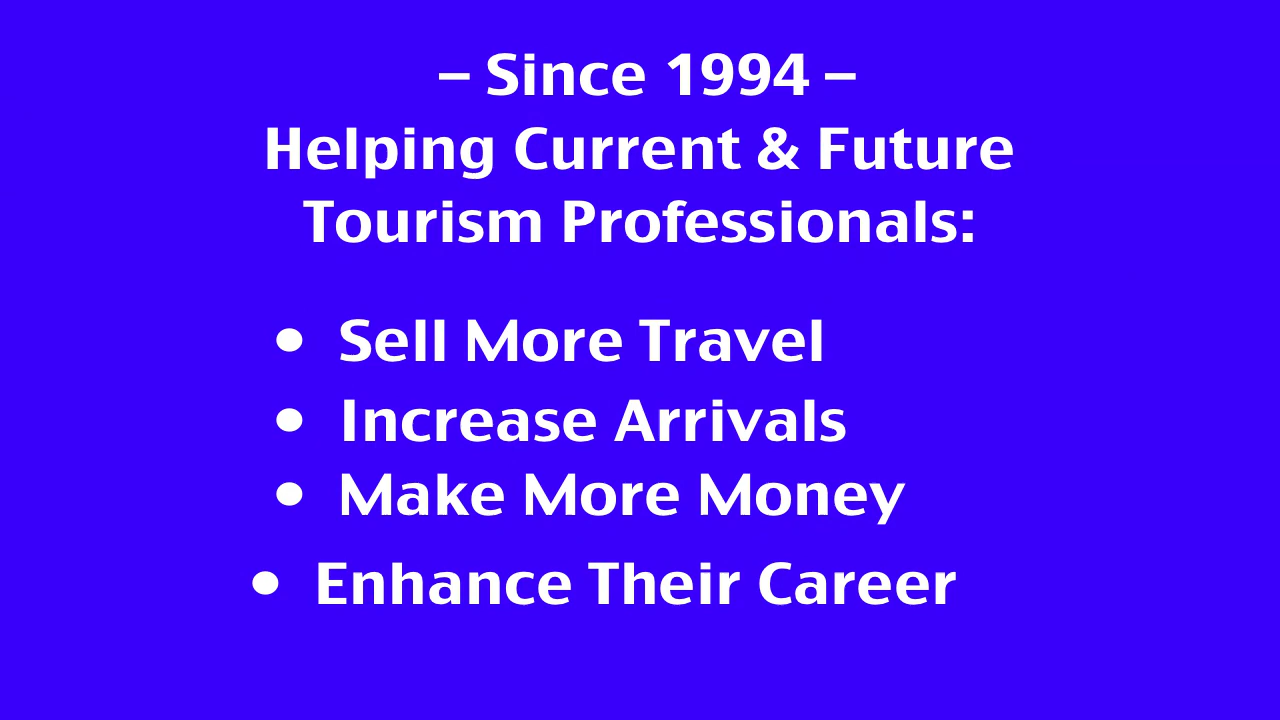 – Since 1994 –
Helping Current & Future
Tourism Professionals:
• Sell More Travel
• Increase Arrivals
• Make More Money
• Enhance Their Career